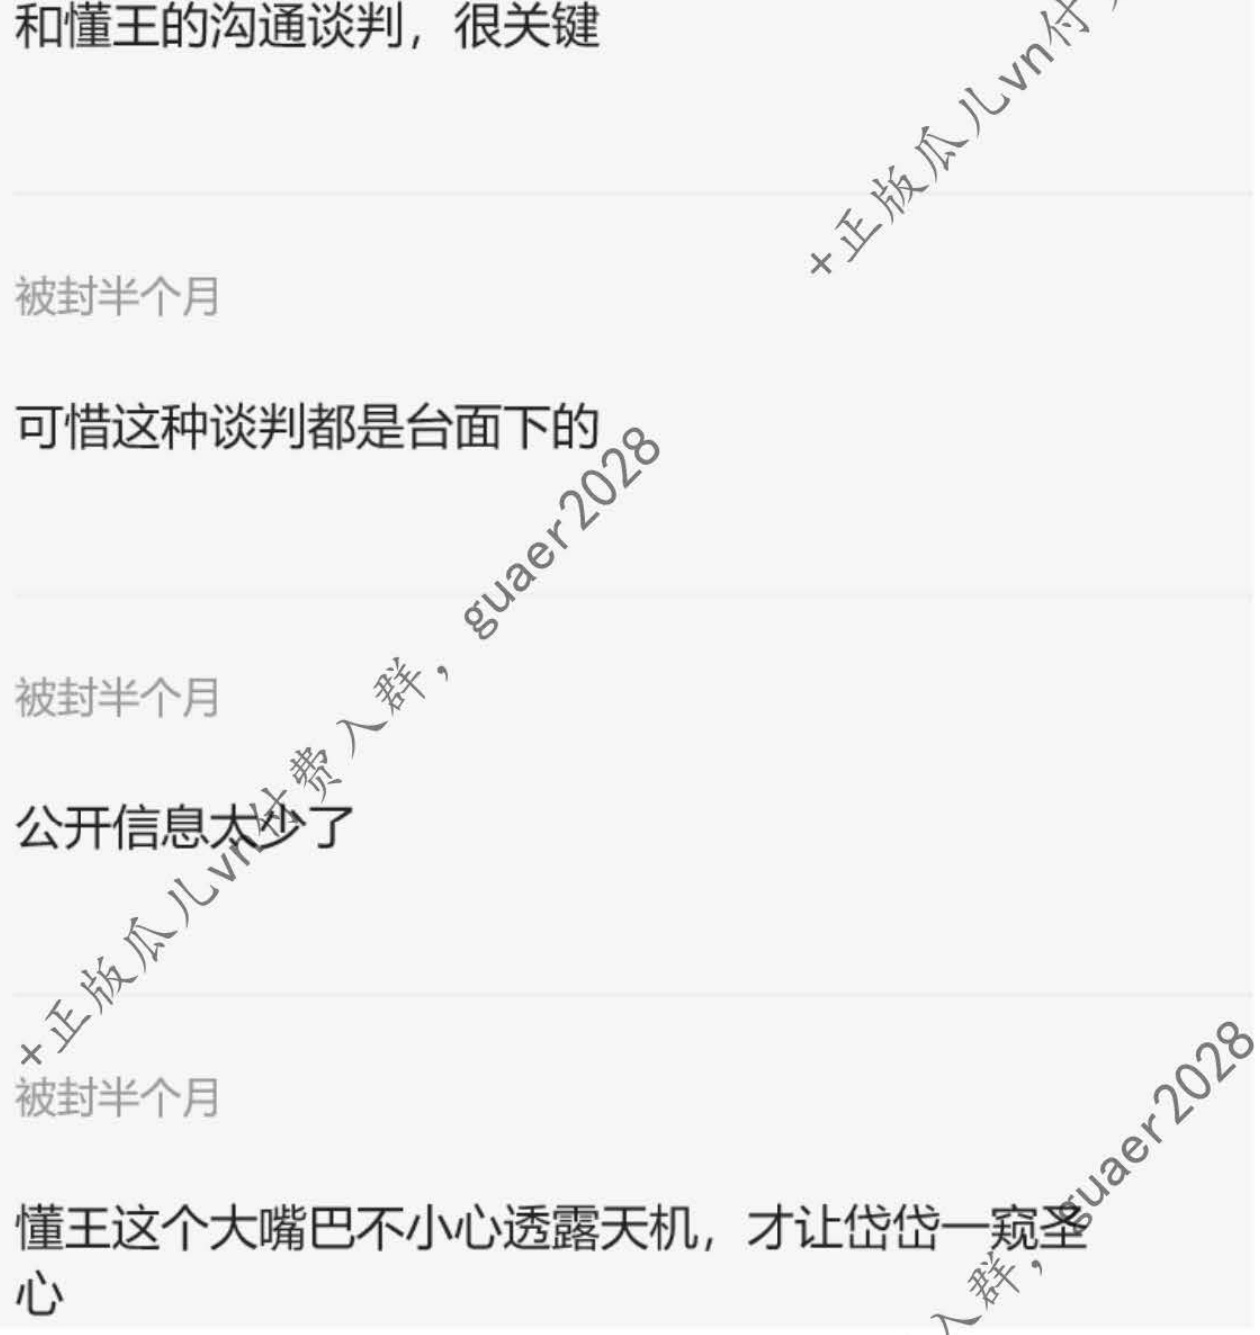 和懂王的沟通谈判，很关键
+正版瓜儿vn付
被封半个月
可惜这种谈判都是台面下的
被封半个月
公开信息太少了
+正版瓜儿vn付费入群，guaer2028
被封半个月
懂王这个大嘴巴不小心透露天机，才让岱岱一窥圣
心
入群，guaer2028